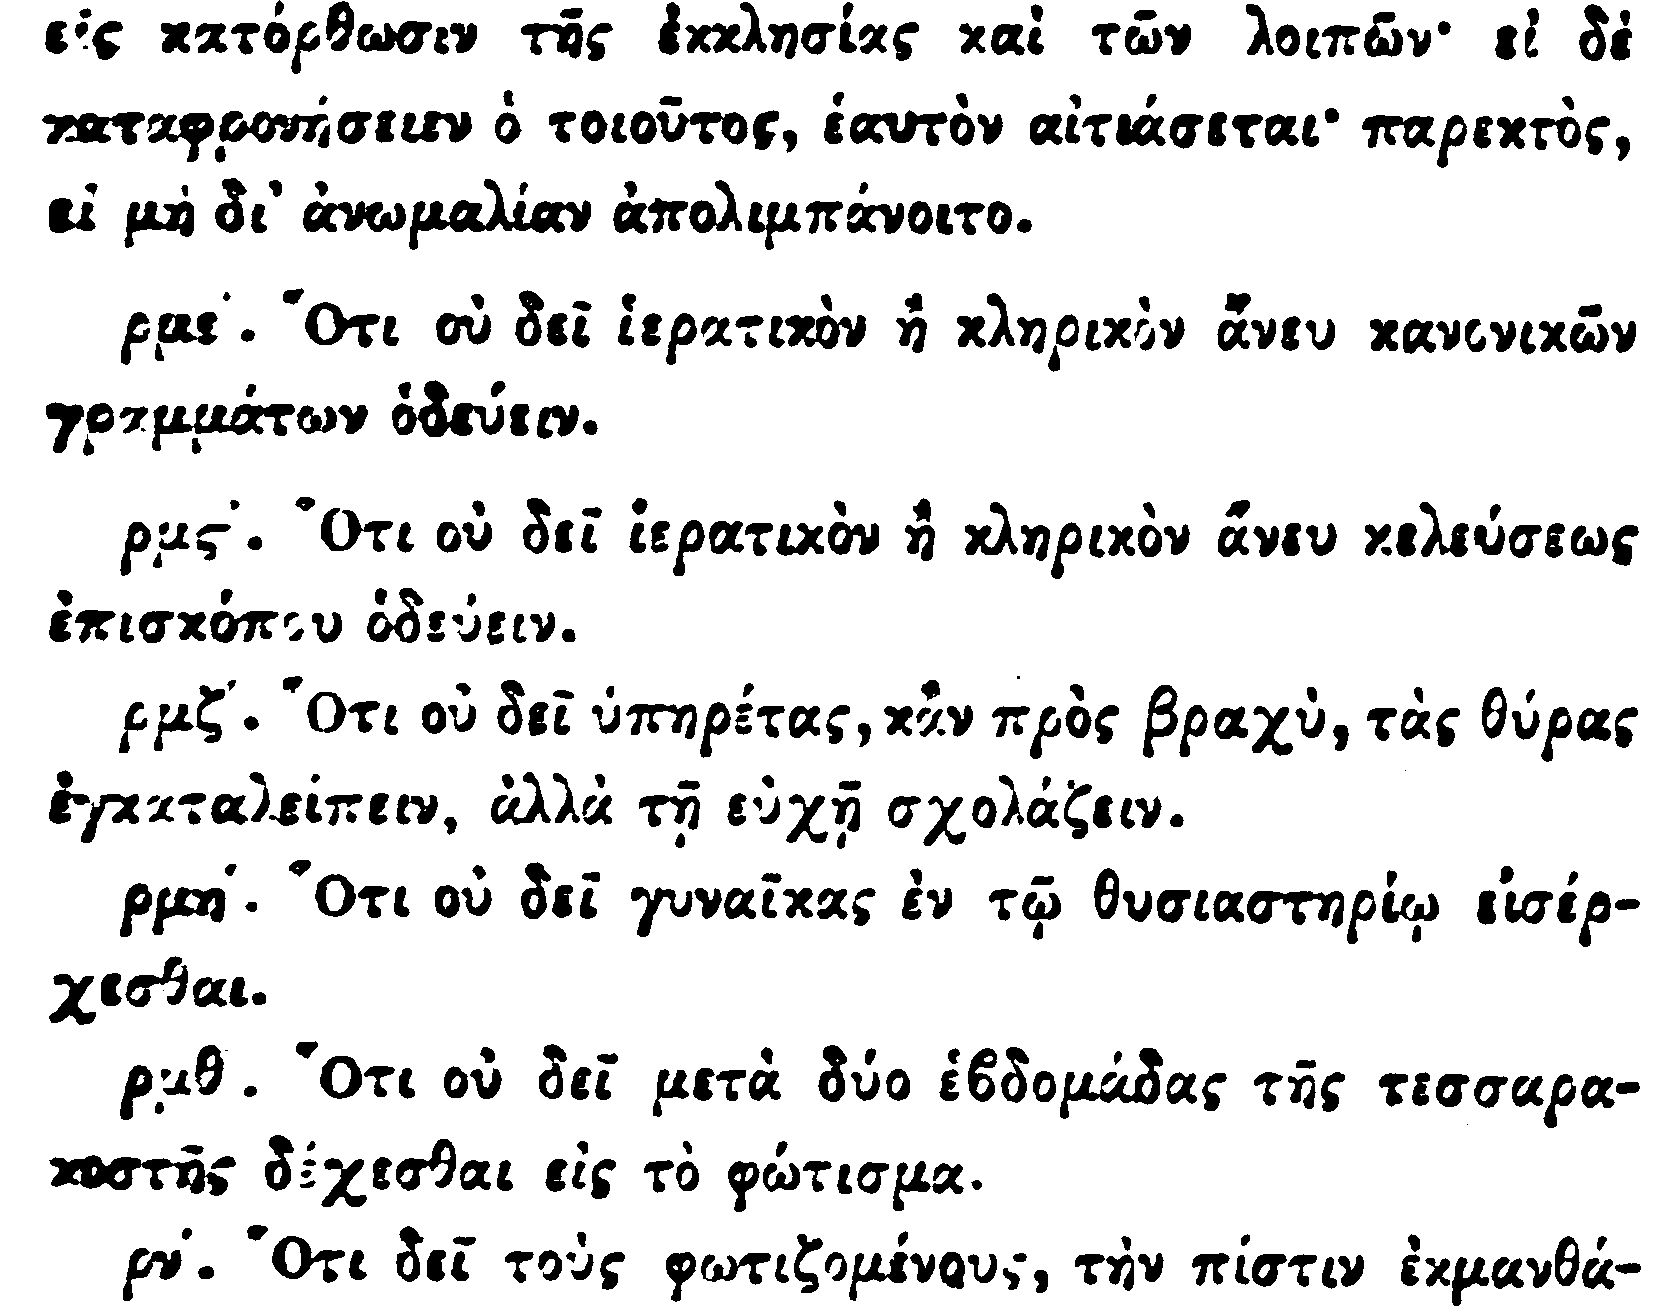 εἰς κατόρθωσιν τῆς ἐκκλησίας καὶ τῶν λοιπῶν· εἰ δὲ
καταφρονήσειεν ὁ τοιοῦτος, ἑαυτὸν αἰτιάσεται· παρεκτὸς,
εἰ μὴ δι' ἀνωμαλίαν ἀπολιμπάνοιτο.
ρμε΄. Ὅτι οὐ δεῖ ἱερατικὸν ἢ κληρικὸν ἄνευ κανονικῶν
γραμμάτων ὁδεύειν.
ρμς΄. Ὅτι οὐ δεῖ ἱερατικὸν ἢ κληρικὸν ἄνευ κελεύσεως
ἐπισκόπου ὁδεύειν.
ρμζ΄. Ὅτι οὐ δεῖ ὑπηρέτας, κἂν πρὸς βραχὺ, τὰς θύρας
ἐγκαταλείπειν, ἀλλὰ τῇ εὐχῇ σχολάζειν.
ρμη΄. Ὅτι οὐ δεῖ γυναῖκας ἐν τῷ θυσιαστηρίῳ εἰσέρ-
χεσθαι.
ρμθ΄. Ὅτι οὐ δεῖ μετὰ δύο ἑβδομάδας τῆς τεσσαρα-
κοστῆς δέχεσθαι εἰς τὸ φώτισμα.
ρν΄. Ὅτι δεῖ τοὺς φωτιζομένους, τὴν πίστιν ἐκμανθά-